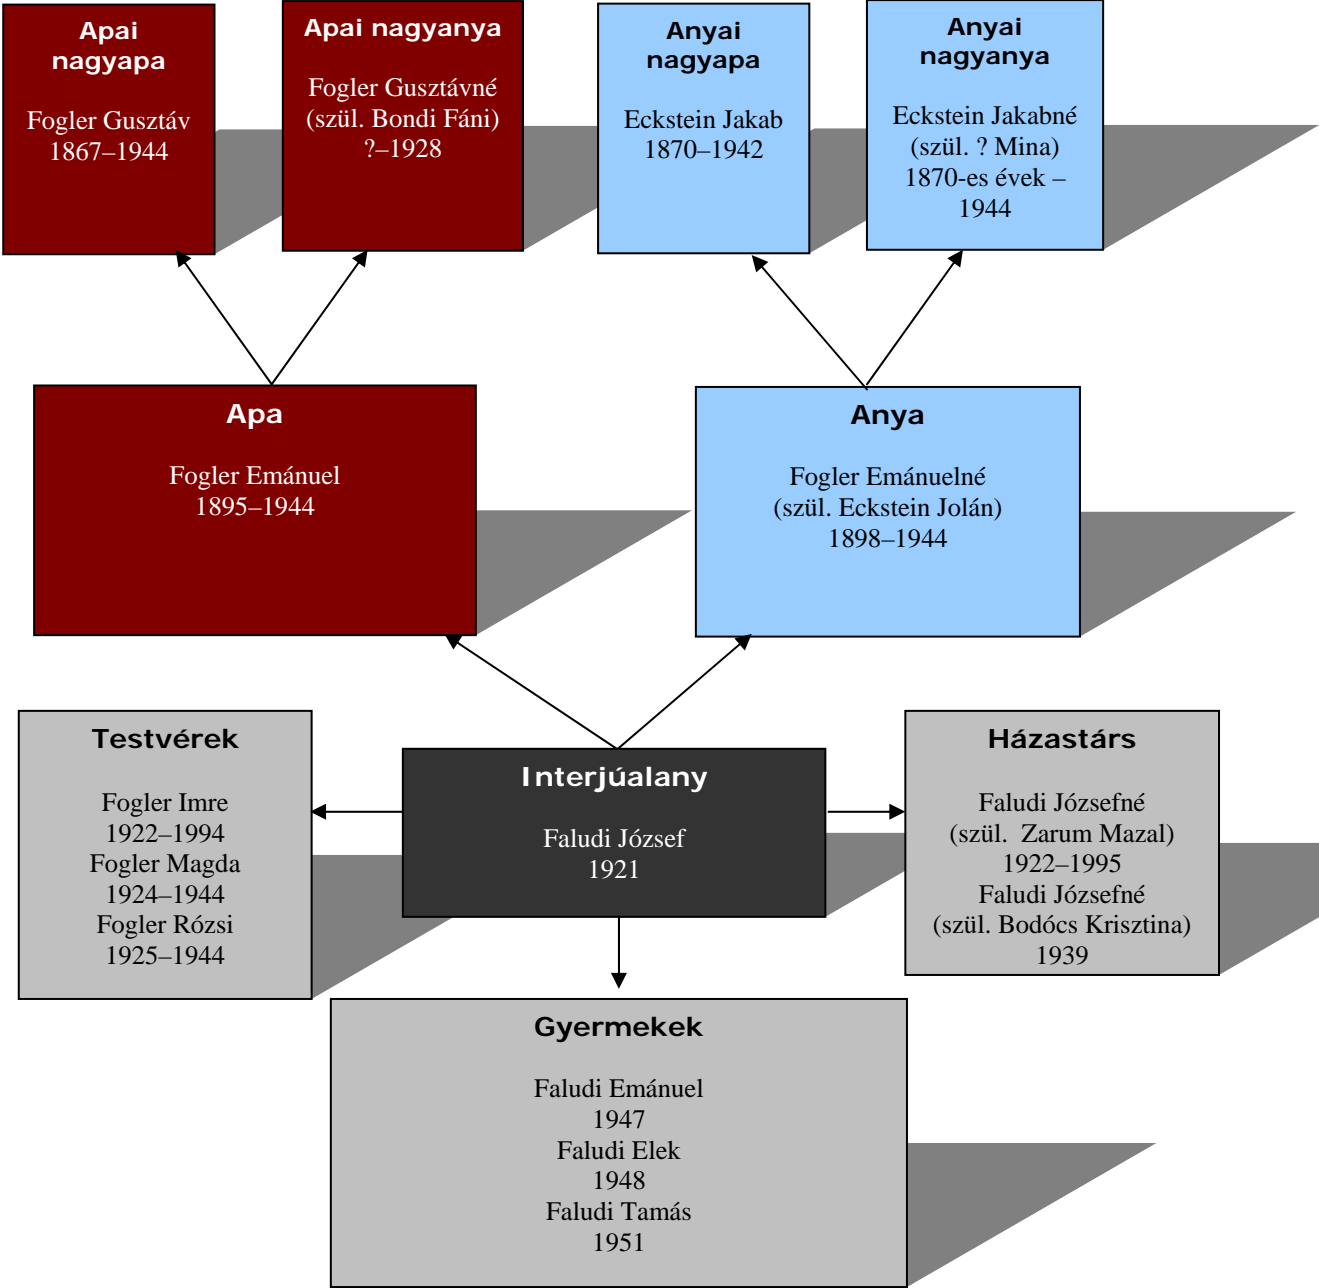 Apai
nagyapa
Fogler Gusztáv
1867–1944
Apai nagyanya
Fogler Gusztávné
(szül. Bondi Fáni)
?–1928
Anyai
nagyapa
Eckstein Jakab
1870–1942
Anyai
nagyanya
Eckstein Jakabné
(szül. ? Mina)
1870-es évek –
1944
Apa
Fogler Emánuel
1895–1944
Anya
Fogler Emánuelné
(szül. Eckstein Jolán)
1898–1944
Testvérek
Fogler Imre
1922–1994
Fogler Magda
1924–1944
Fogler Rózsi
1925–1944
Interjúalany
Faludi József
1921
Házastárs
Faludi Józsefné
(szül. Zarum Mazal)
1922–1995
Faludi Józsefné
(szül. Bodócs Krisztina)
1939
Gyermekek
Faludi Emánuel
1947
Faludi Elek
1948
Faludi Tamás
1951